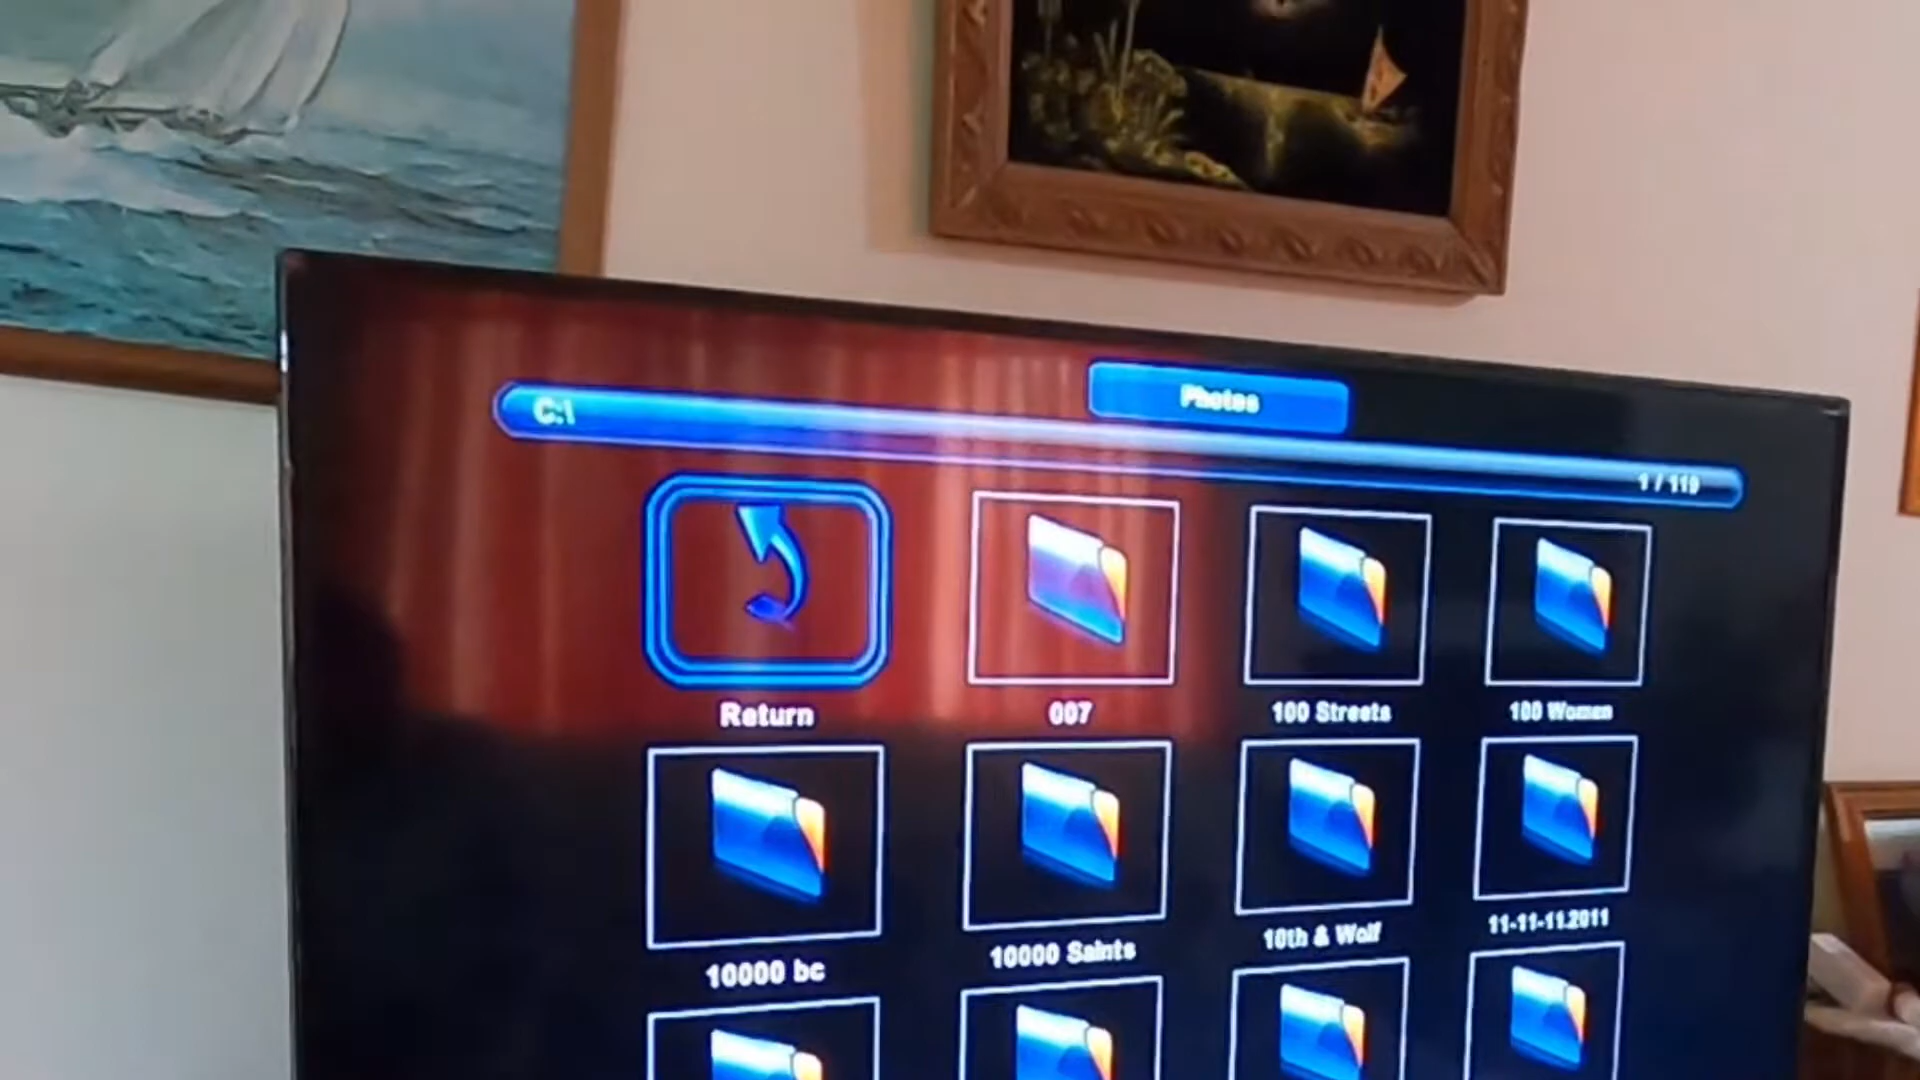 Photos
C:\
1 / 119
Return
007
100 Streets
100 Women
10000 bc
10000 Saints
10th & Wolf
11-11-11.2011